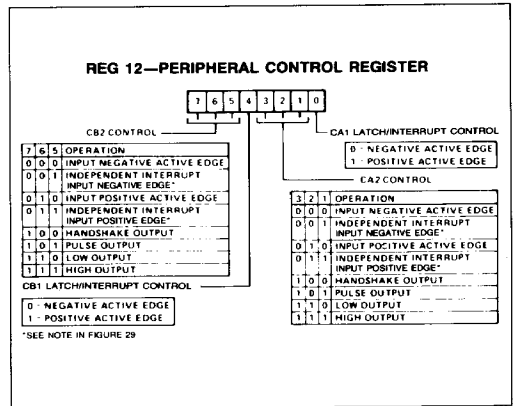 REG 12—PERIPHERAL CONTROL REGISTER
7 6 5 4 3 2 1 0
CB2 CONTROL
7 6 5 OPERATION
0 0 0 INPUT NEGATIVE ACTIVE EDGE
0 0 1 INDEPENDENT INTERRUPT
INPUT NEGATIVE EDGE*
0 1 0 INPUT POSITIVE ACTIVE EDGE
0 1 1 INDEPENDENT INTERRUPT
INPUT POSITIVE EDGE*
1 0 0 HANDSHAKE OUTPUT
1 0 1 PULSE OUTPUT
1 1 0 LOW OUTPUT
1 1 1 HIGH OUTPUT
CB1 LATCH/INTERRUPT CONTROL
0 - NEGATIVE ACTIVE EDGE
1 - POSITIVE ACTIVE EDGE
*SEE NOTE IN FIGURE 29
CA1 LATCH/INTERRUPT CONTROL
0 - NEGATIVE ACTIVE EDGE
1 - POSITIVE ACTIVE EDGE
CA2 CONTROL
3 2 1 OPERATION
0 0 0 INPUT NEGATIVE ACTIVE EDGE
0 0 1 INDEPENDENT INTERRUPT
INPUT NEGATIVE EDGE*
0 1 0 INPUT POCITIVE ACTIVE EDGE
0 1 1 INDEPENDENT INTERRUPT
INPUT POSITIVE EDGE*
1 0 0 HANDSHAKE OUTPUT
1 0 1 PULSE OUTPUT
1 1 0 LOW OUTPUT
1 1 1 HIGH OUTPUT